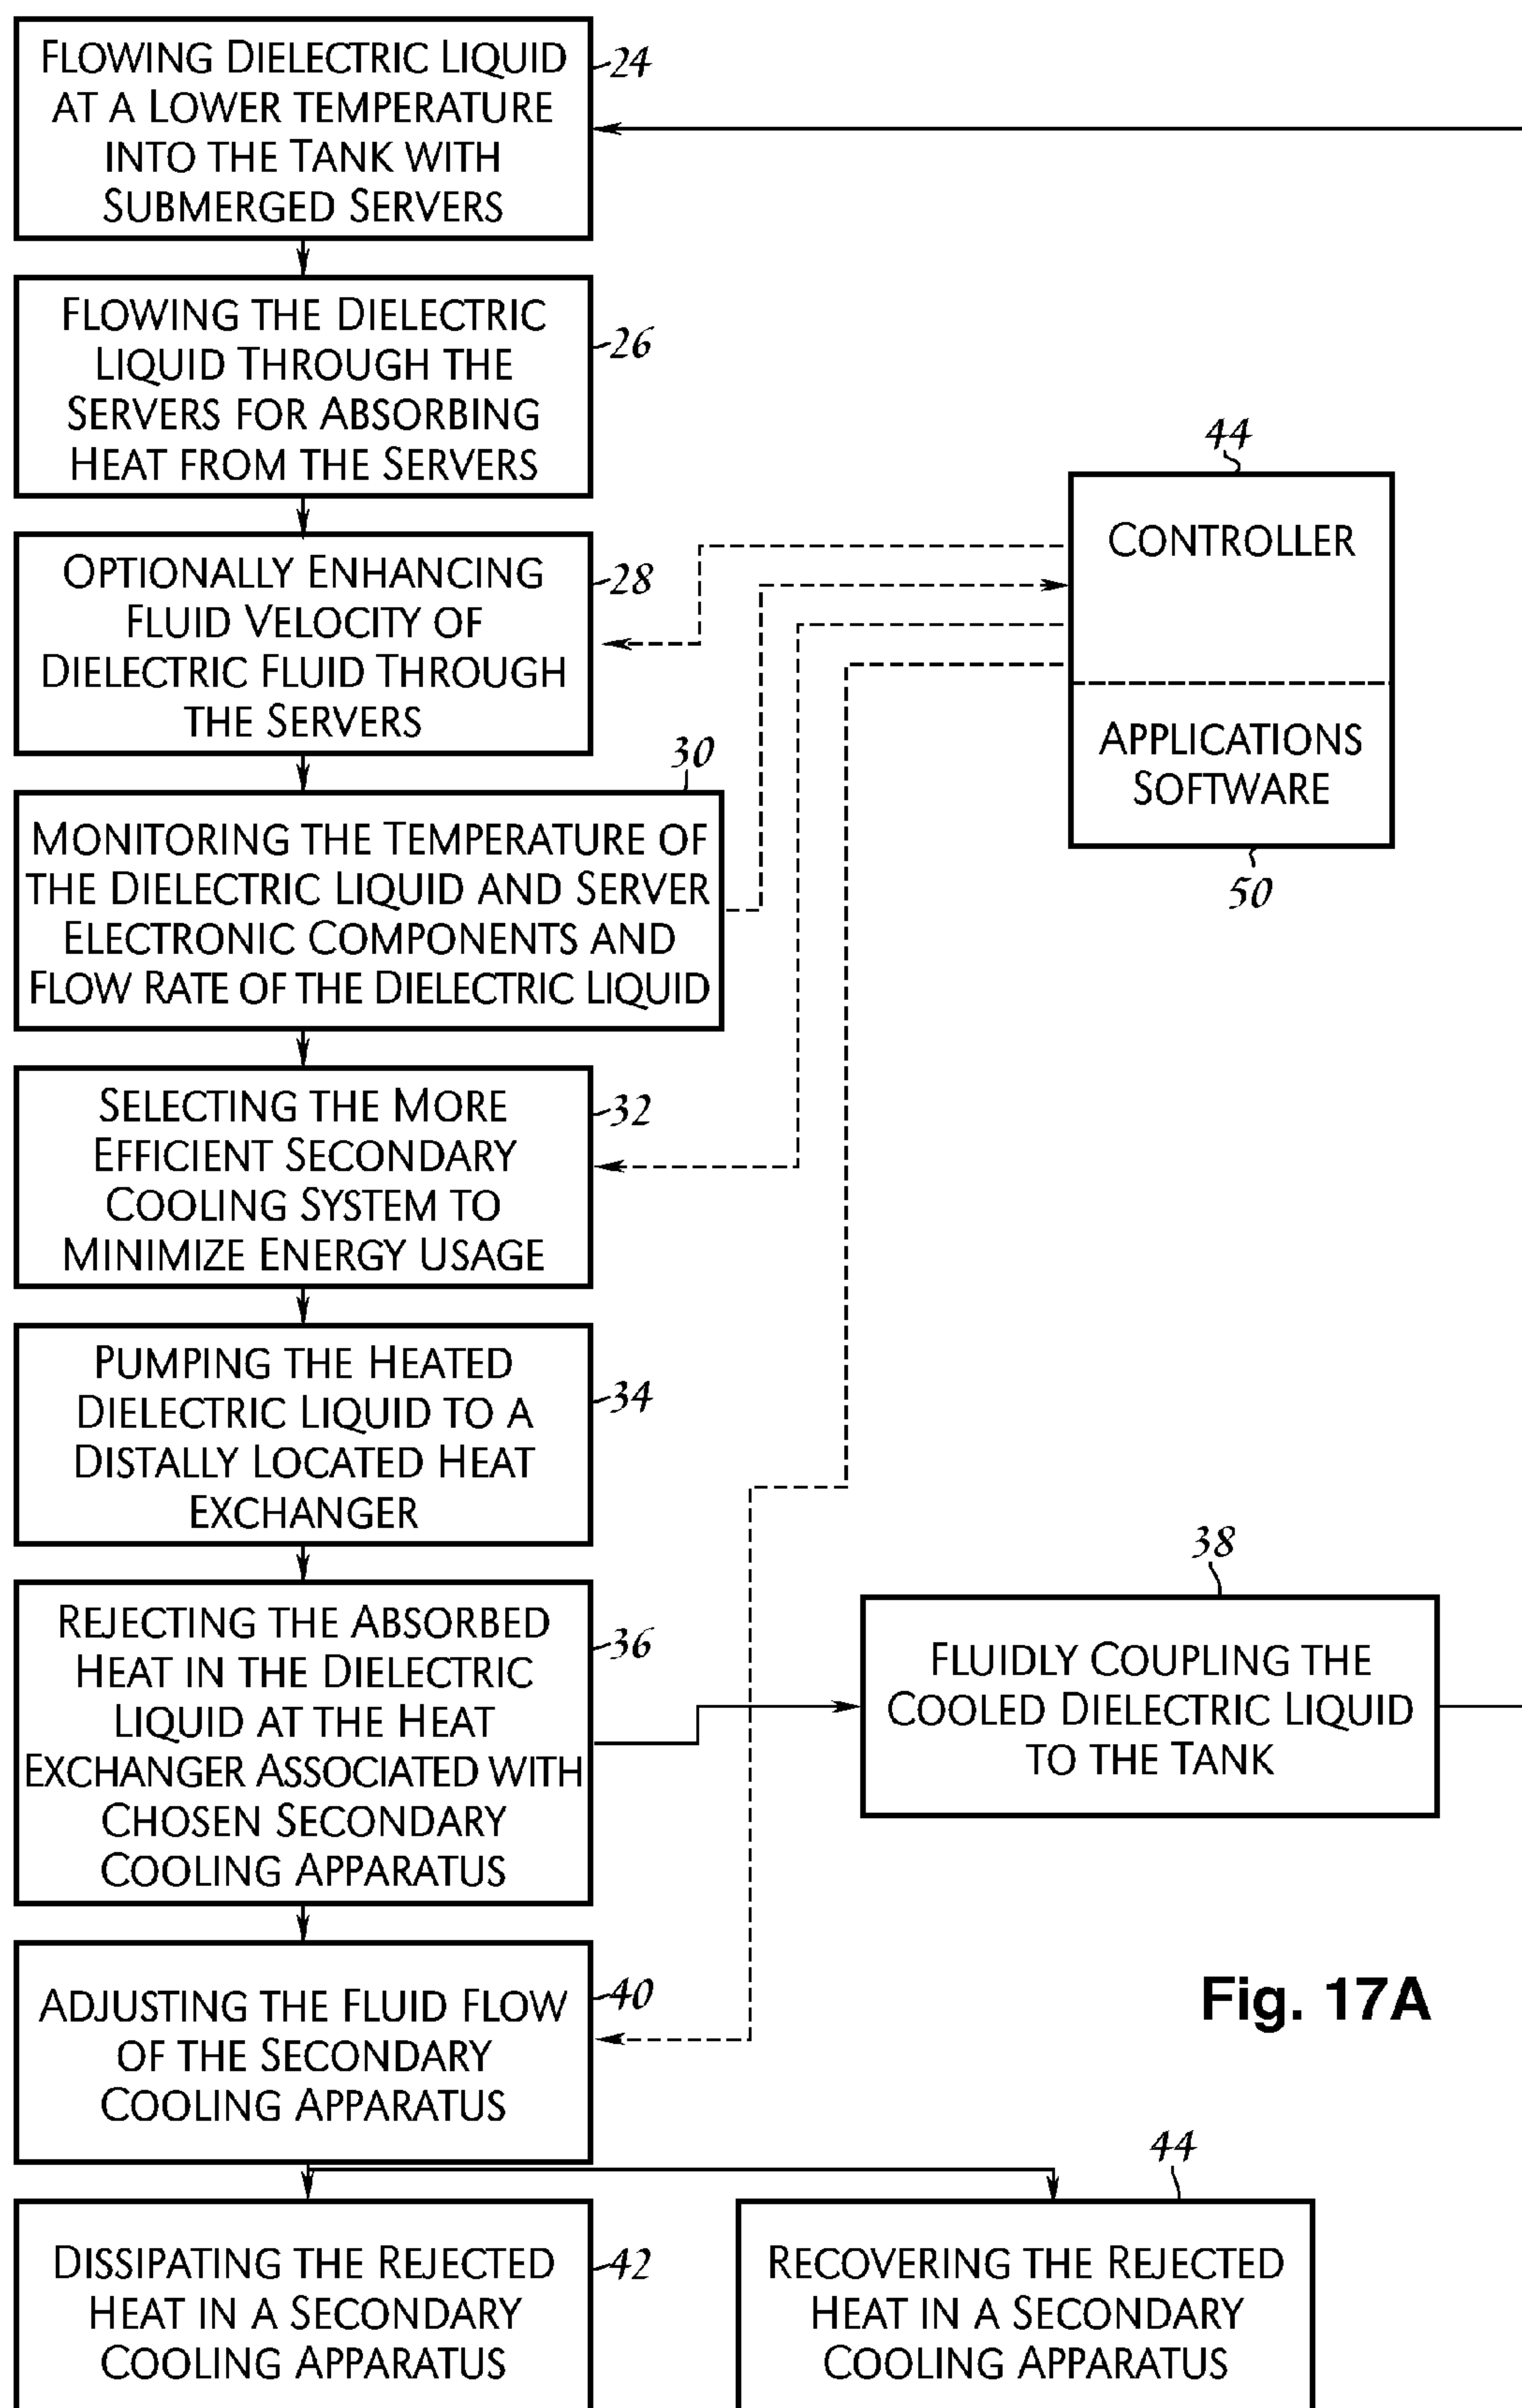 FLOWING DIELECTRIC LIQUID
AT A LOWER TEMPERATURE
INTO THE TANK WITH
SUBMERGED SERVERS
24
FLOWING THE DIELECTRIC
LIQUID THROUGH THE
SERVERS FOR ABSORBING
HEAT FROM THE SERVERS
26
OPTIONALLY ENHANCING
FLUID VELOCITY OF
DIELECTRIC FLUID THROUGH
THE SERVERS
28
44
CONTROLLER
APPLICATIONS
SOFTWARE
50
30
MONITORING THE TEMPERATURE OF
THE DIELECTRIC LIQUID AND SERVER
ELECTRONIC COMPONENTS AND
FLOW RATE OF THE DIELECTRIC LIQUID
SELECTING THE MORE
EFFICIENT SECONDARY
COOLING SYSTEM TO
MINIMIZE ENERGY USAGE
32
PUMPING THE HEATED
DIELECTRIC LIQUID TO A
DISTALLY LOCATED HEAT
EXCHANGER
34
REJECTING THE ABSORBED
HEAT IN THE DIELECTRIC
LIQUID AT THE HEAT
EXCHANGER ASSOCIATED WITH
CHOSEN SECONDARY
COOLING APPARATUS
36
38
FLUIDLY COUPLING THE
COOLED DIELECTRIC LIQUID
TO THE TANK
ADJUSTING THE FLUID FLOW
OF THE SECONDARY
COOLING APPARATUS
40
Fig. 17A
DISSIPATING THE REJECTED
HEAT IN A SECONDARY
COOLING APPARATUS
42
44
RECOVERING THE REJECTED
HEAT IN A SECONDARY
COOLING APPARATUS